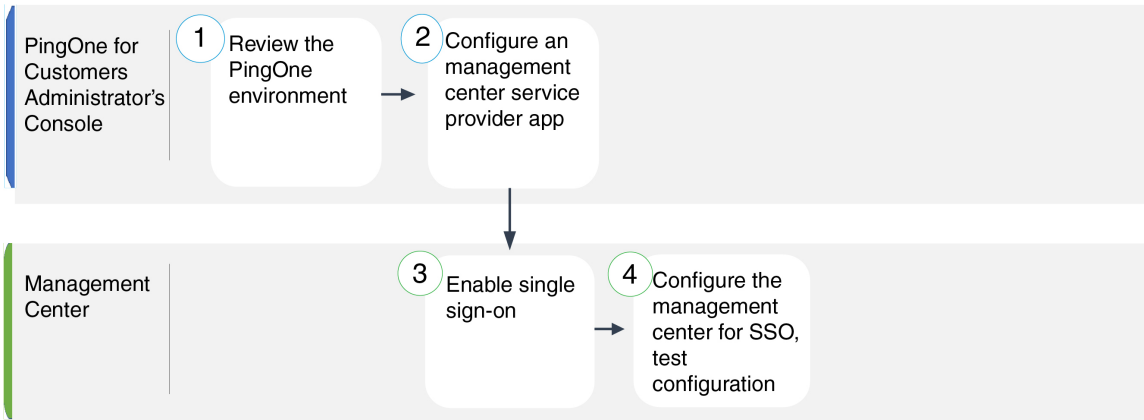 PingOne for
Customers
Administrator's
Console
1
Review the
PingOne
environment
2
Configure an
management
center service
provider app
Management
Center
3
Enable single
sign-on
4
Configure the
management
center for SSO,
test
configuration